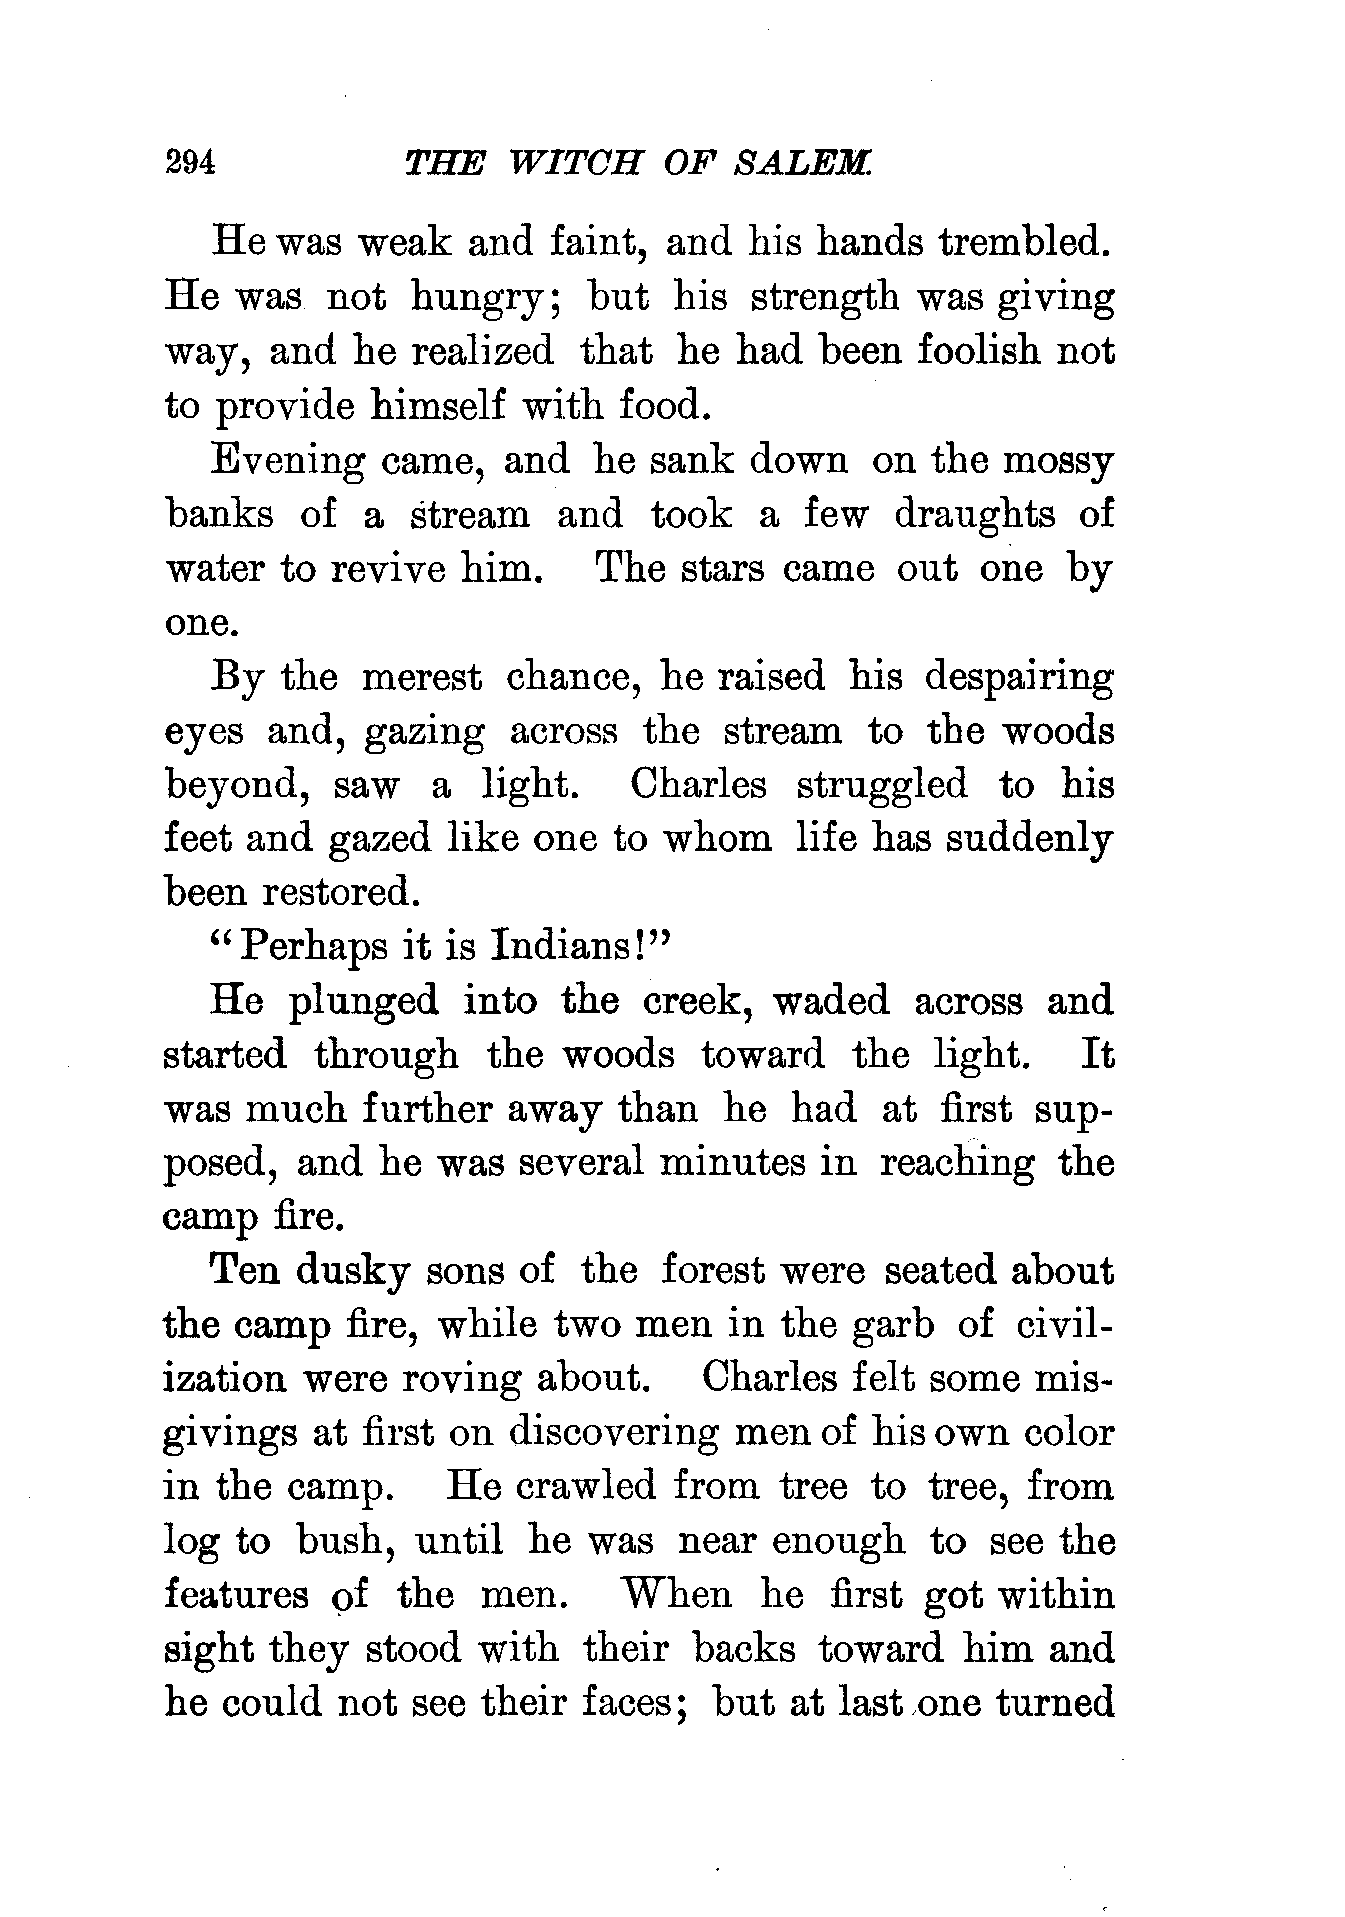 294 THE WITCH OF SALEM.
He was weak and faint, and his hands trembled.
He was not hungry; but his strength was giving
way, and he realized that he had been foolish not
to provide himself with food.
Evening came, and he sank down on the mossy
banks of a stream and took a few draughts of
water to revive him. The stars came out one by
one.
By the merest chance, he raised his despairing
eyes and, gazing across the stream to the woods
beyond, saw a light. Charles struggled to his
feet and gazed like one to whom life has suddenly
been restored.
“Perhaps it is Indians!”
He plunged into the creek, waded across and
started through the woods toward the light. It
was much further away than he had at first sup-
posed, and he was several minutes in reaching the
camp fire.
Ten dusky sons of the forest were seated about
the camp fire, while two men in the garb of civil-
ization were roving about. Charles felt some mis-
givings at first on discovering men of his own color
in the camp. He crawled from tree to tree, from
log to bush, until he was near enough to see the
features of the men. When he first got within
sight they stood with their backs toward him and
he could not see their faces; but at last one turned